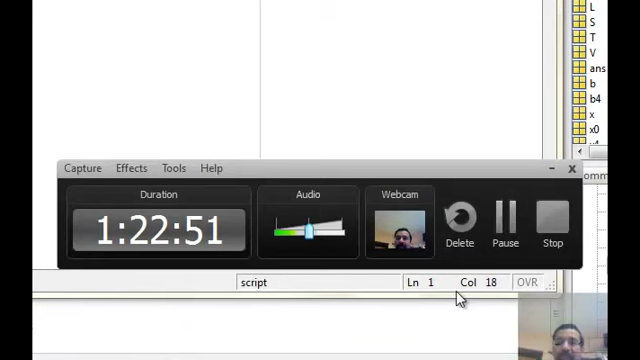 L
S
T
V
ans
b
b4
x
x0
Capture Effects Tools Help
Duration
Audio
Webcam
1:22:51
Delete
Pause
Stop
script
Ln 1 Col 18 OVR